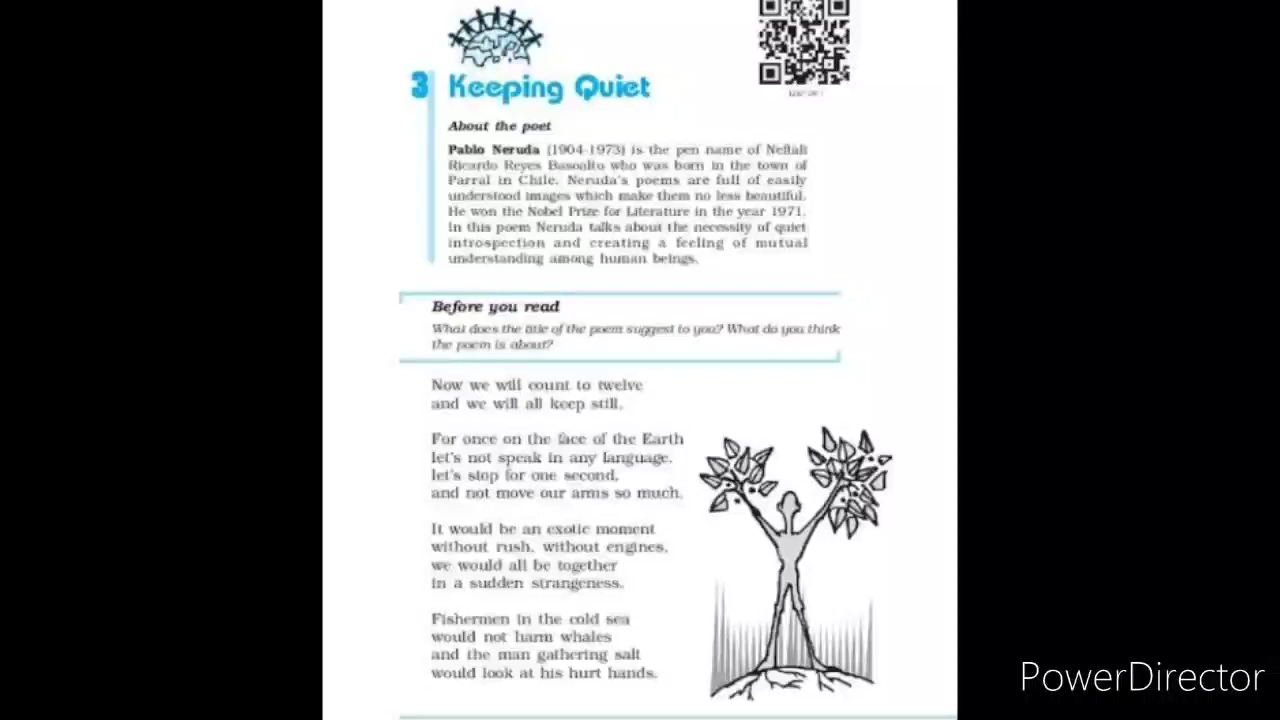 3 Keeping Quiet
About the poet
Pablo Neruda (1904-1973) is the pen name of Neftali
Ricardo Reyes Basoalto who was born in the town of
Parral in Chile. Neruda's poems are full of easily
understood images which make them no less beautiful.
He won the Nobel Prize for Literature in the year 1971.
In this poem Neruda talks about the necessity of quiet
introspection and creating a feeling of mutual
understanding among human beings.
Before you read
What does the title of the poem suggest to you? What do you think
the poem is about?
Now we will count to twelve
and we will all keep still.
For once on the face of the Earth
let's not speak in any language,
let's stop for one second,
and not move our arms so much.
It would be an exotic moment
without rush, without engines,
we would all be together
in a sudden strangeness.
Fishermen in the cold sea
would not harm whales
and the man gathering salt
would look at his hurt hands.
PowerDirector